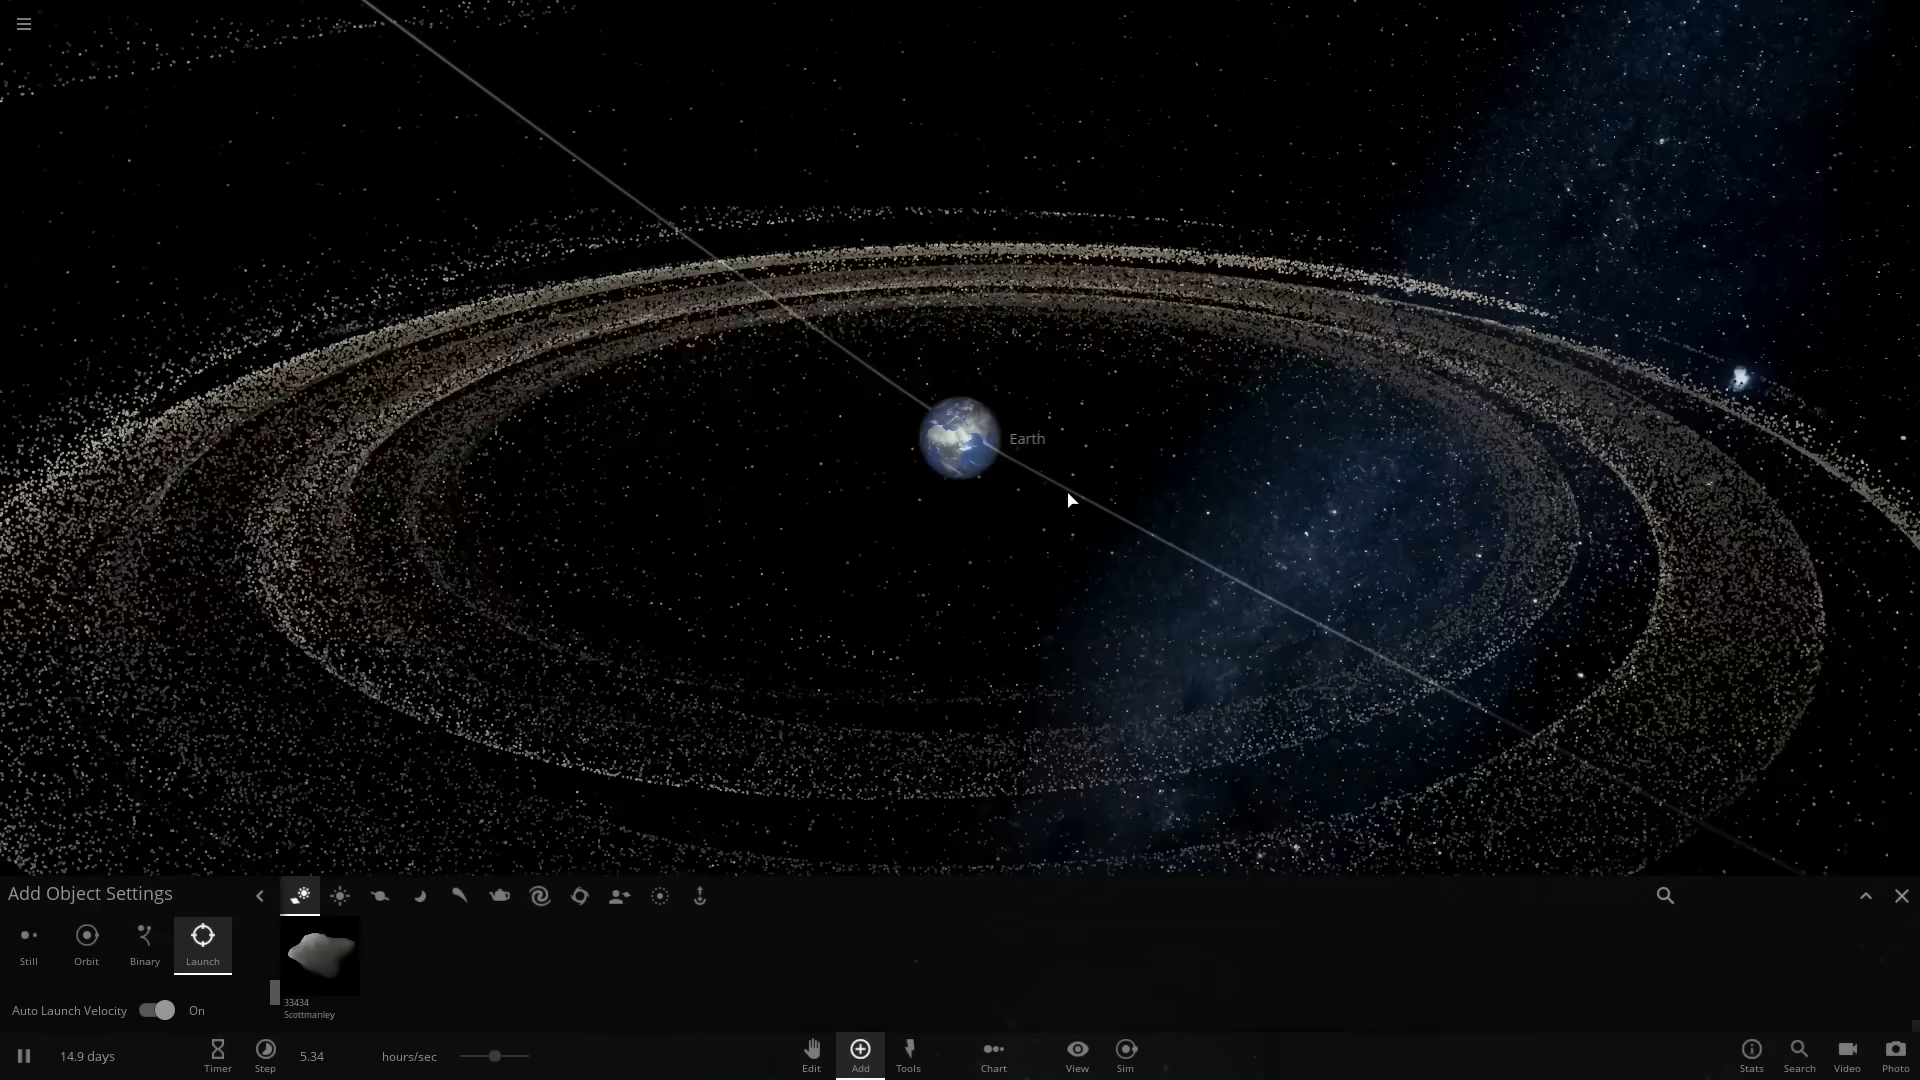 Earth
Add Object Settings
Still
Orbit
Binary
Launch
33434
Scottmanley
Auto Launch Velocity
On
14.9 days
Timer
Step
5.34
hours/sec
Edit
Add
Tools
Chart
View
Sim
Stats
Search
Video
Photo